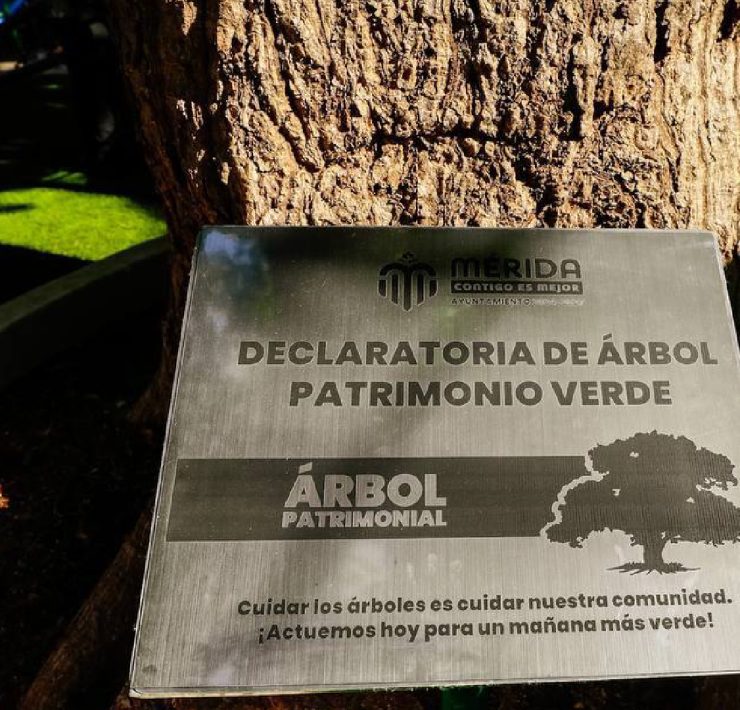 MÉRIDA
CONTIGO ES MEJOR
AYUNTAMIENTO
DECLARATORIA DE ÁRBOL
PATRIMONIO VERDE
ÁRBOL
PATRIMONIAL
Cuidar los árboles es cuidar nuestra comunidad.
¡Actuemos hoy para un mañana más verde!